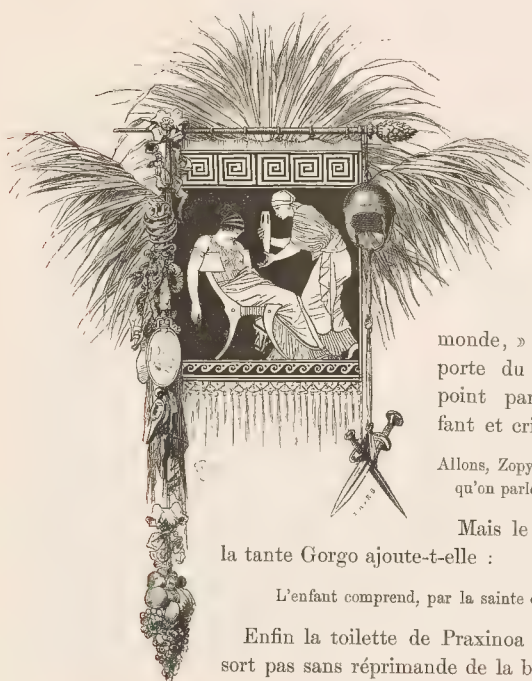 monde, »
porte du
point par
fant et cri
Allons, Zopy
qu'on parle
Mais le
la tante Gorgo ajoute-t-elle :
L'enfant comprend, par la sainte
Enfin la toilette de Praxinoa
sort pas sans réprimande de la b